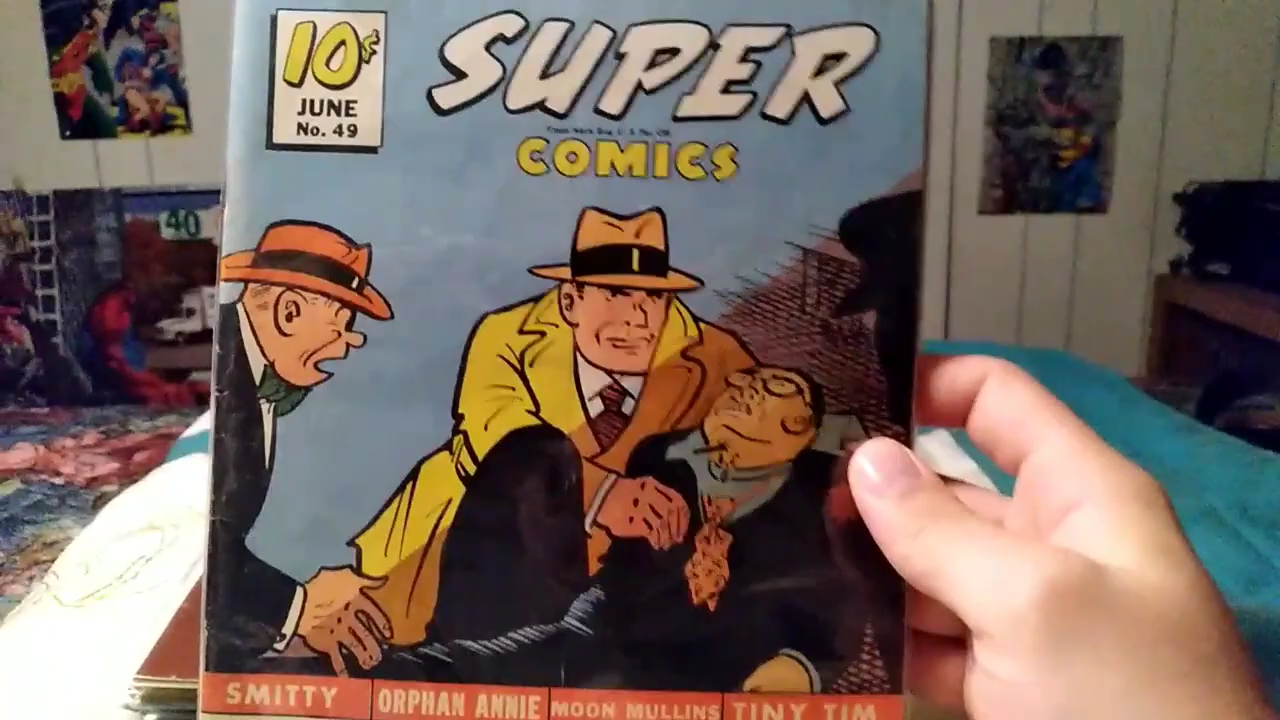 10¢
JUNE
No. 49
SUPER
COMICS
40
SMITTY
ORPHAN ANNIE
MOON MULLINS
TINY TIM